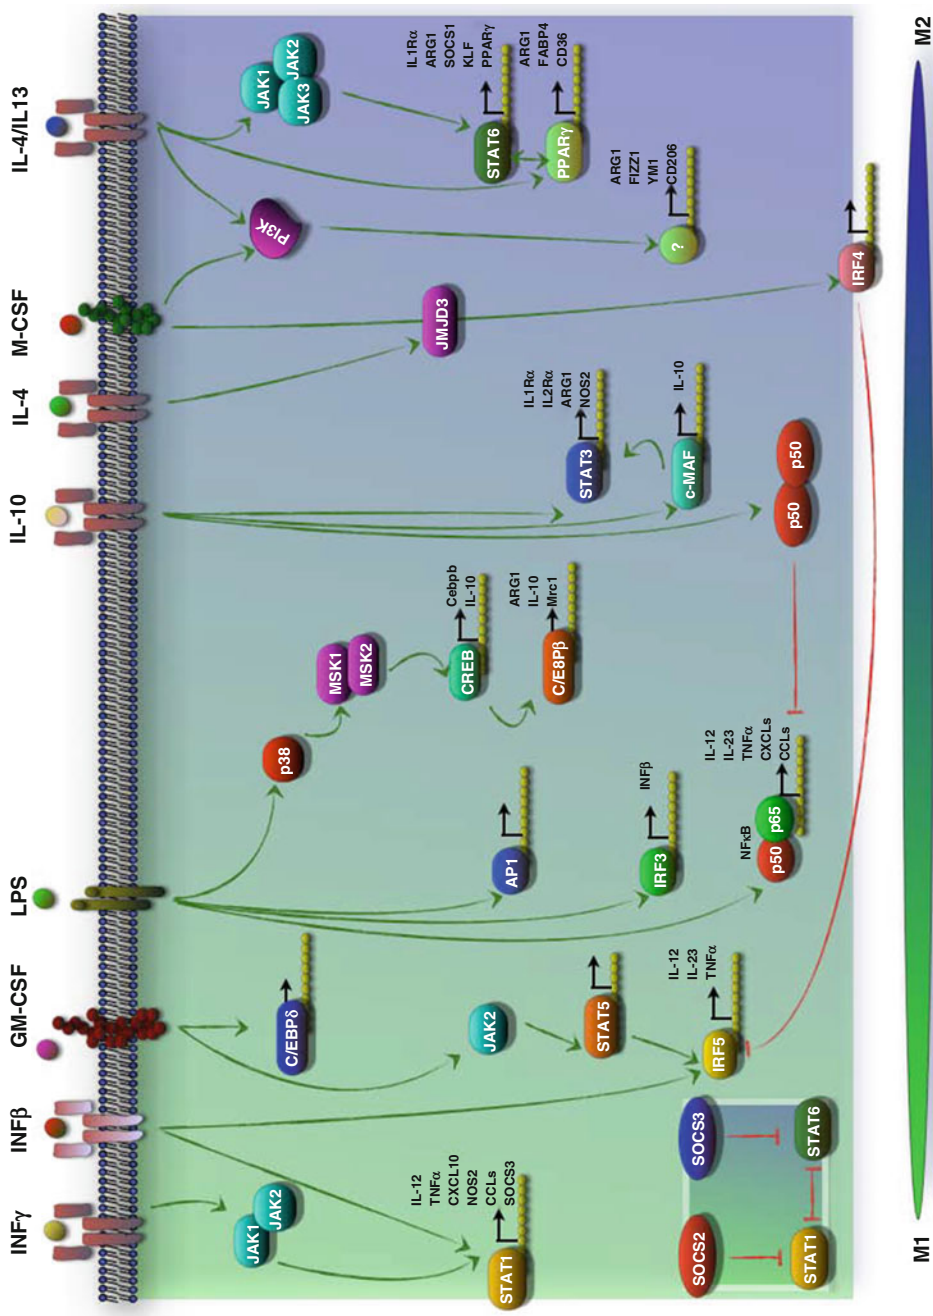 INFγ
INFβ
GM-CSF
LPS
IL-10
IL-4
M-CSF
IL-4/IL13
JAK1
JAK2
IL-12
TNFα
CXCL10
NOS2
CCLs
SOCS3
STAT1
SOCS2
SOCS3
STAT1
STAT6
C/EBPδ
JAK2
STAT5
IL-12
IL-23
TNFα
IRF5
p38
MSK1
MSK2
Cebpb
IL-10
CREB
ARG1
IL-10
Mrc1
C/E8Pβ
AP1
INFβ
IRF3
IL-12
IL-23
TNFα
CXCLs
CCLs
NFκB
p50
p65
IL1Rα
IL2Rα
ARG1
NOS2
STAT3
IL-10
c-MAF
p50
p50
JMJD3
PI3K
JAK1
JAK2
JAK3
IL1Rα
ARG1
SOCS1
KLF
PPARγ
STAT6
ARG1
FABP4
CD36
PPARγ
ARG1
FIZZ1
YM1
CD206
?
IRF4
M1
M2